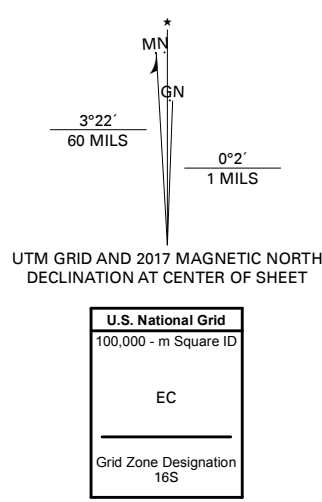 ★
MN
GN
3°22´
60 MILS
0°2´
1 MILS
UTM GRID AND 2017 MAGNETIC NORTH
DECLINATION AT CENTER OF SHEET
U.S. National Grid
100,000 - m Square ID
EC
Grid Zone Designation
16S